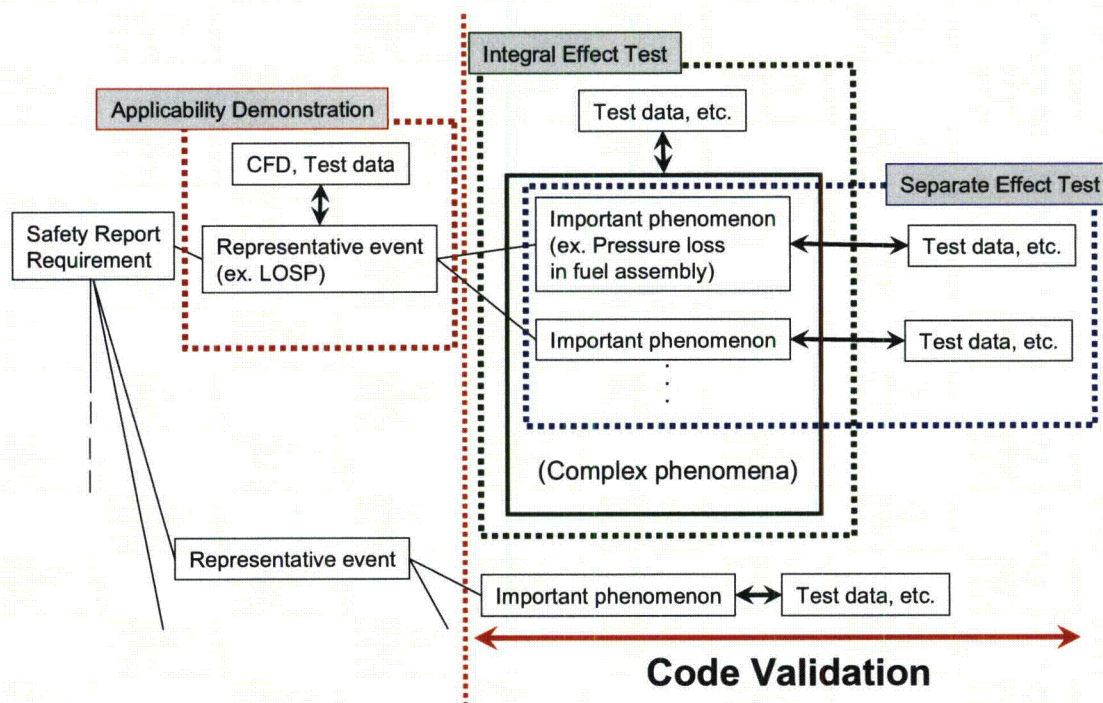 Integral Effect Test
Applicability Demonstration
Test data, etc.
CFD, Test data
Separate Effect Test
Safety Report
Requirement
Representative event
(ex. LOSP)
Important phenomenon
(ex. Pressure loss
in fuel assembly)
Test data, etc.
Important phenomenon
Test data, etc.
(Complex phenomena)
Representative event
Important phenomenon
Test data, etc.
Code Validation